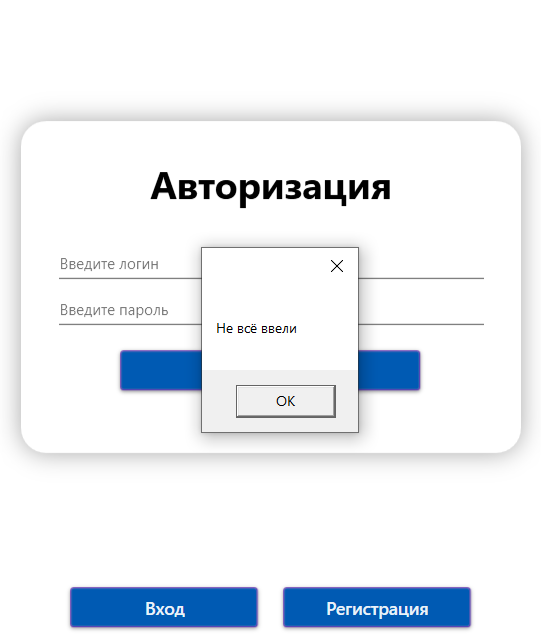 Авторизация
Введите логин
Введите пароль
Не всё ввели
OK
Вход
Регистрация